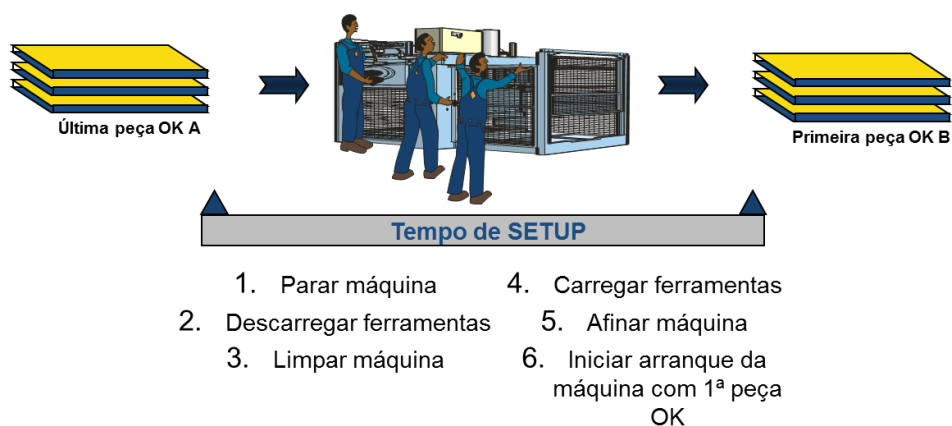 Última peça OK A
Primeira peça OK B
Tempo de SETUP
1. Parar máquina
2. Descarregar ferramentas
3. Limpar máquina
4. Carregar ferramentas
5. Afinar máquina
6. Iniciar arranque da
máquina com 1ª peça
OK